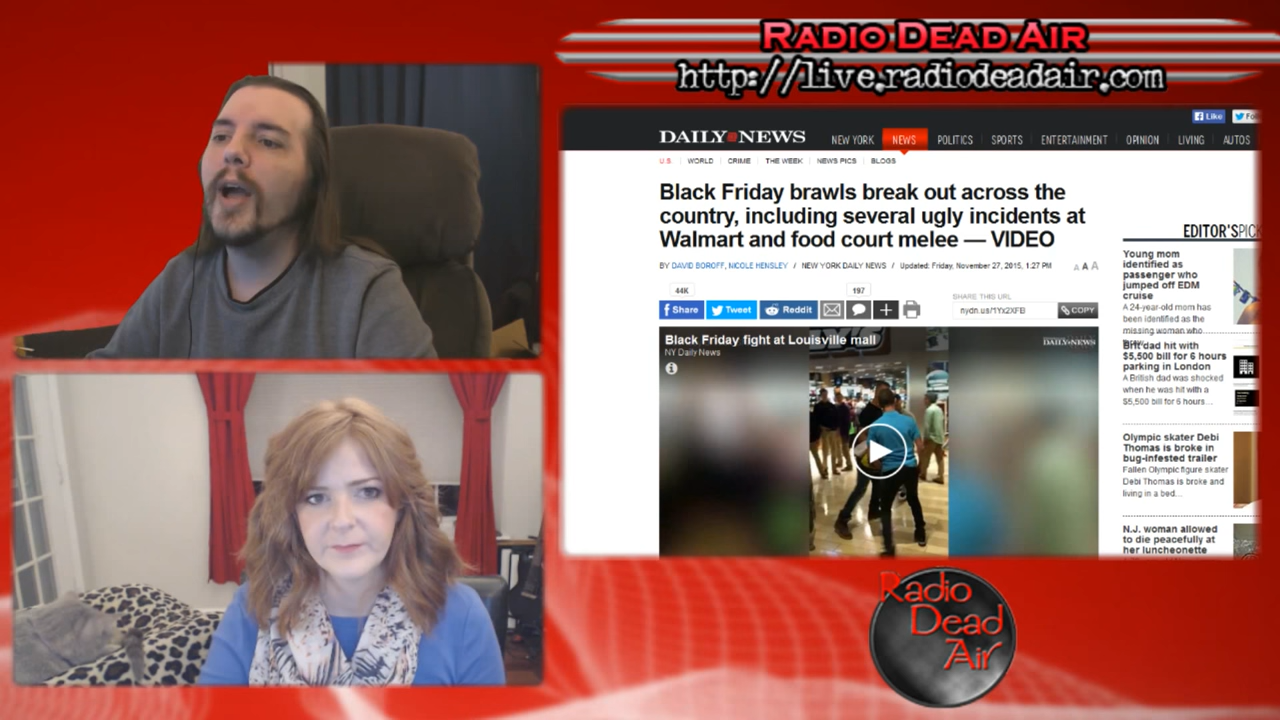 RADIO DEAD AIR
http://live.radiodeadair.com
Like
DAILY NEWS
NEW YORK
NEWS
POLITICS
SPORTS
ENTERTAINMENT
OPINION
LIVING
AUTOS
U.S.
WORLD
CRIME
THE WEEK
NEWS PICS
BLOGS
Black Friday brawls break out across the
country, including several ugly incidents at
Walmart and food court melee — VIDEO
BY DAVID BOROFF, NICOLE HENSLEY / NEW YORK DAILY NEWS / Updated: Friday, November 27, 2015, 1:27 PM
A A A
44K
197
Share
Tweet
Reddit
SHARE THIS URL
nydn.us/1Yx2XFB
COPY
Black Friday fight at Louisville mall
NY Daily News
DAILY NEWS
EDITOR'S PICK
Young mom
identified as
passenger who
jumped off EDM
cruise
A 24-year-old mom has
been identified as the
missing woman who
Brit dad hit with
$5,500 bill for 6 hours
parking in London
A British dad was shocked
when he was hit with a
$5,500 bill for 6 hours...
Olympic skater Debi
Thomas is broke in
bug-infested trailer
Fallen Olympic figure skater
Debi Thomas is broke and
living in a bed...
N.J. woman allowed
to die peacefully at
her luncheonette
Radio
Dead
Air